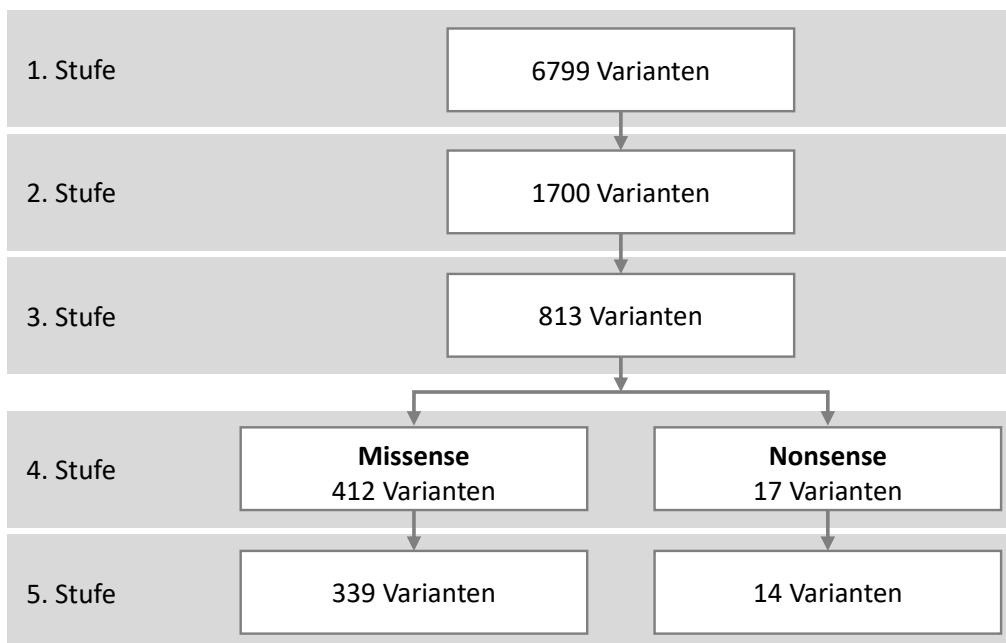 1. Stufe
6799 Varianten
2. Stufe
1700 Varianten
3. Stufe
813 Varianten
4. Stufe
Missense
412 Varianten
Nonsense
17 Varianten
5. Stufe
339 Varianten
14 Varianten